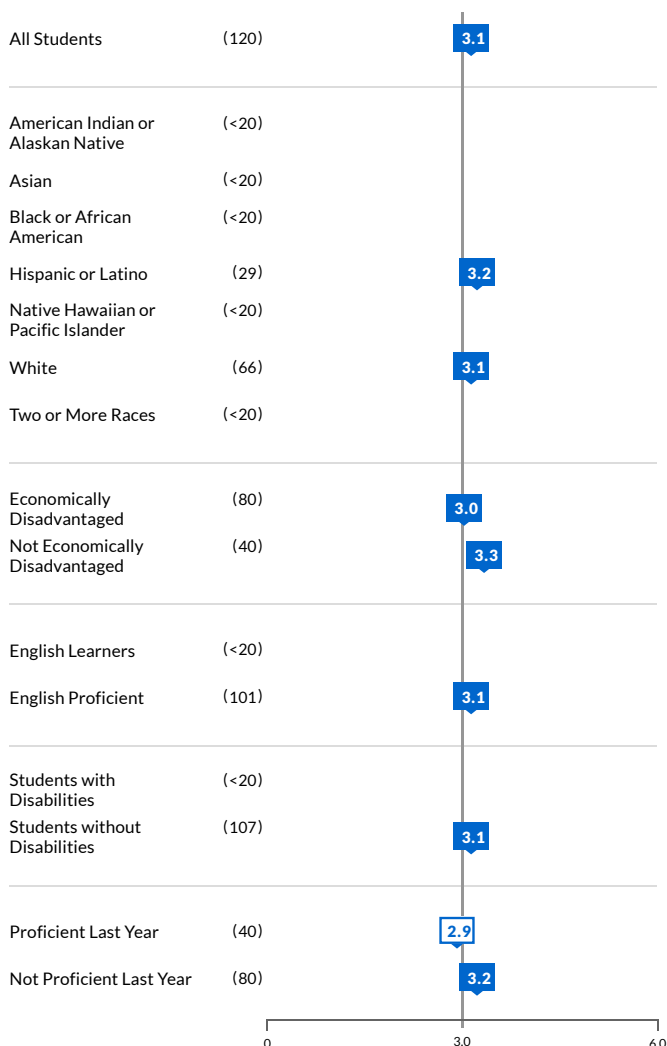 All Students (120) 3.1
American Indian or (<20)
Alaskan Native
Asian (<20)
Black or African (<20)
American
Hispanic or Latino (29) 3.2
Native Hawaiian or (<20)
Pacific Islander
White (66) 3.1
Two or More Races (<20)
Economically (80) 3.0
Disadvantaged
Not Economically (40) 3.3
Disadvantaged
English Learners (<20)
English Proficient (101) 3.1
Students with (<20)
Disabilities
Students without (107) 3.1
Disabilities
Proficient Last Year (40) 2.9
Not Proficient Last Year (80) 3.2
0 3.0 6.0